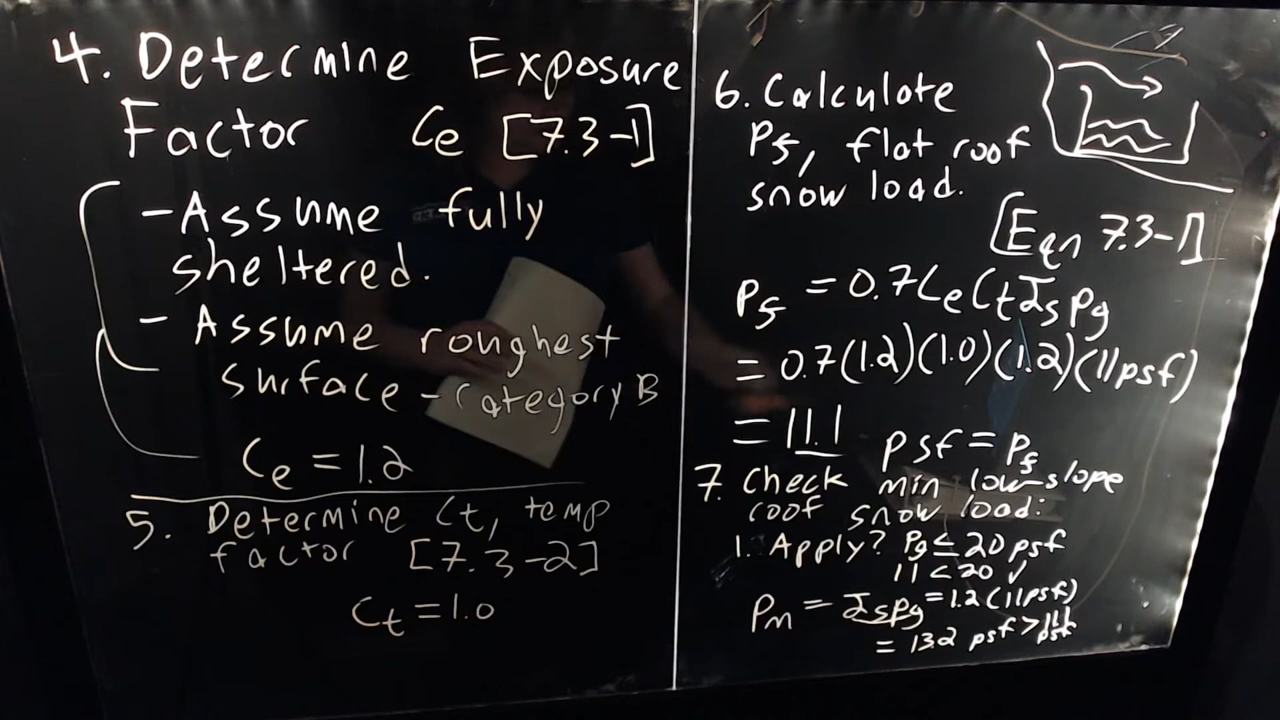 4. Determine Exposure
Factor Ce [7.3-1]
- Assume fully
sheltered.
- Assume roughest
surface - Category B
Ce = 1.2
5. Determine Ct, temp
factor [7.3-2]
Ct = 1.0
6. Calculate
Pf, flat roof
snow load.
[Eqn 7.3-1]
Pf = 0.7CeCtIsPg
= 0.7(1.2)(1.0)(1.2)(11psf)
= 11.1 psf = Pf
7. Check min low-slope
roof snow load:
1. Apply? Pg ≤ 20 psf
11 < 20 ✓
Pm = IsPg = 1.2(11psf)
= 13.2 psf > 11.1 psf